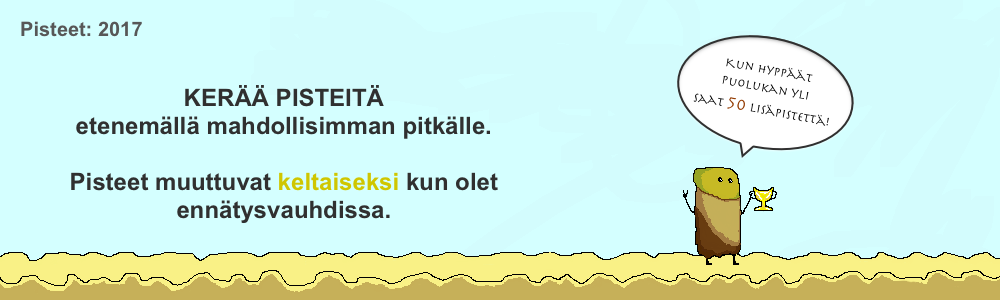 Pisteet: 2017
KERÄÄ PISTEITÄ
etenemällä mahdollisimman pitkälle.
Pisteet muuttuvat keltaiseksi kun olet
ennätysvauhdissa.
Kun hyppäät
puolukan yli
saat 50 lisäpistettä!